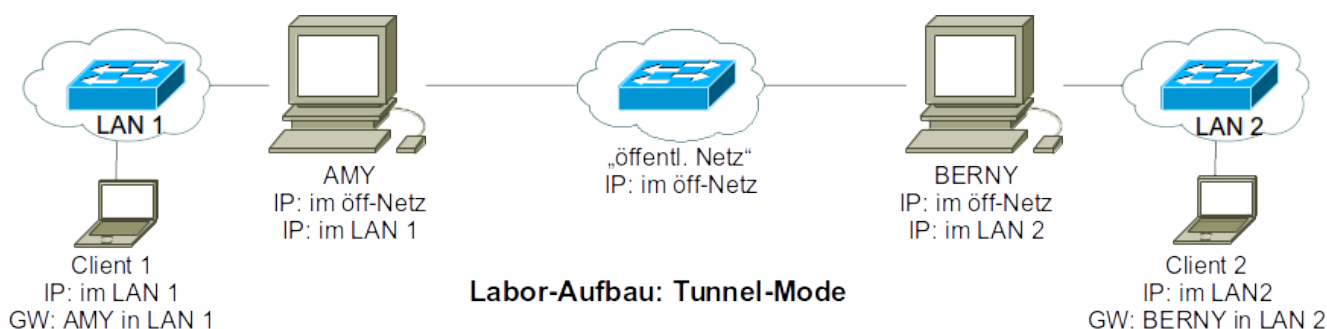 LAN 1
LAN 2
AMY
IP: im öff-Netz
IP: im LAN 1
„öffentl. Netz“
IP: im öff-Netz
BERNY
IP: im öff-Netz
IP: im LAN 2
Client 1
IP: im LAN 1
GW: AMY in LAN 1
Labor-Aufbau: Tunnel-Mode
Client 2
IP: im LAN2
GW: BERNY in LAN 2